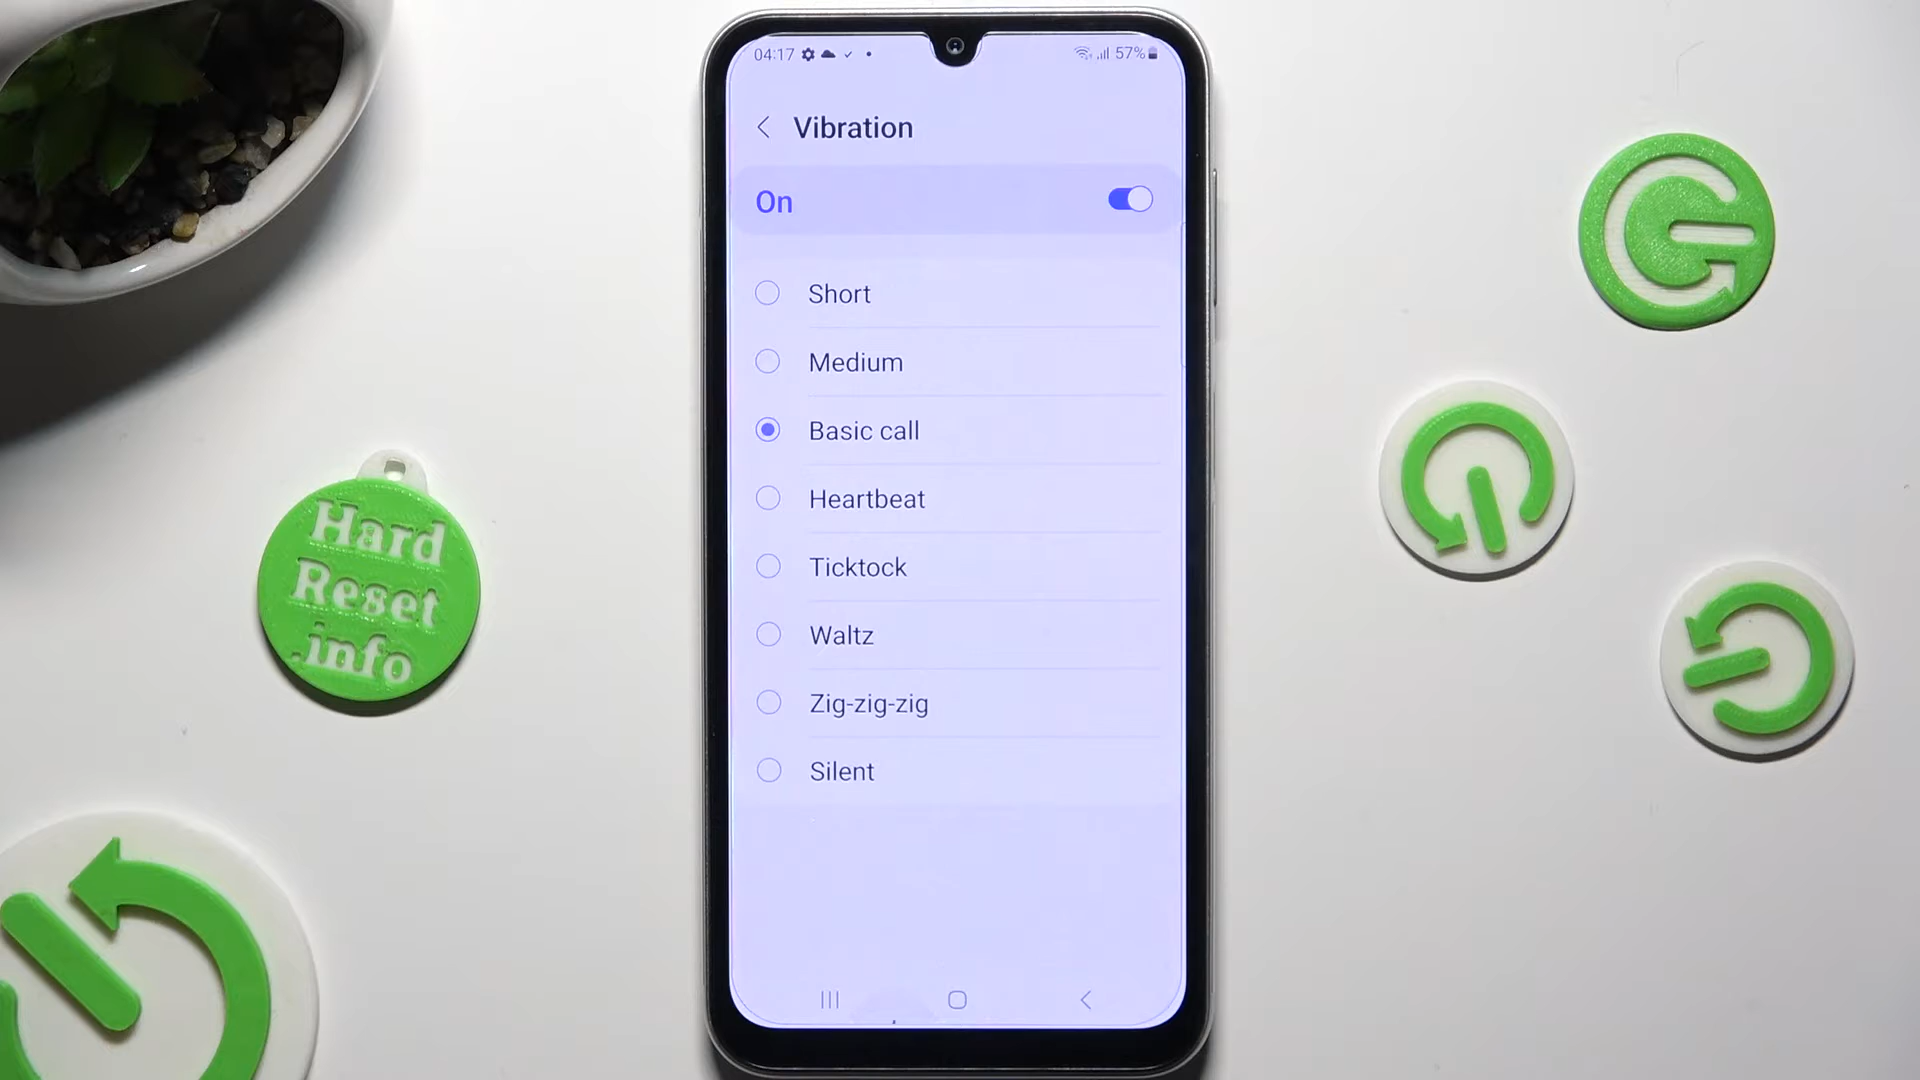 04:17
57%
Vibration
On
Short
Medium
Basic call
Heartbeat
Ticktock
Waltz
Zig-zig-zig
Silent
Hard
Reset
.info